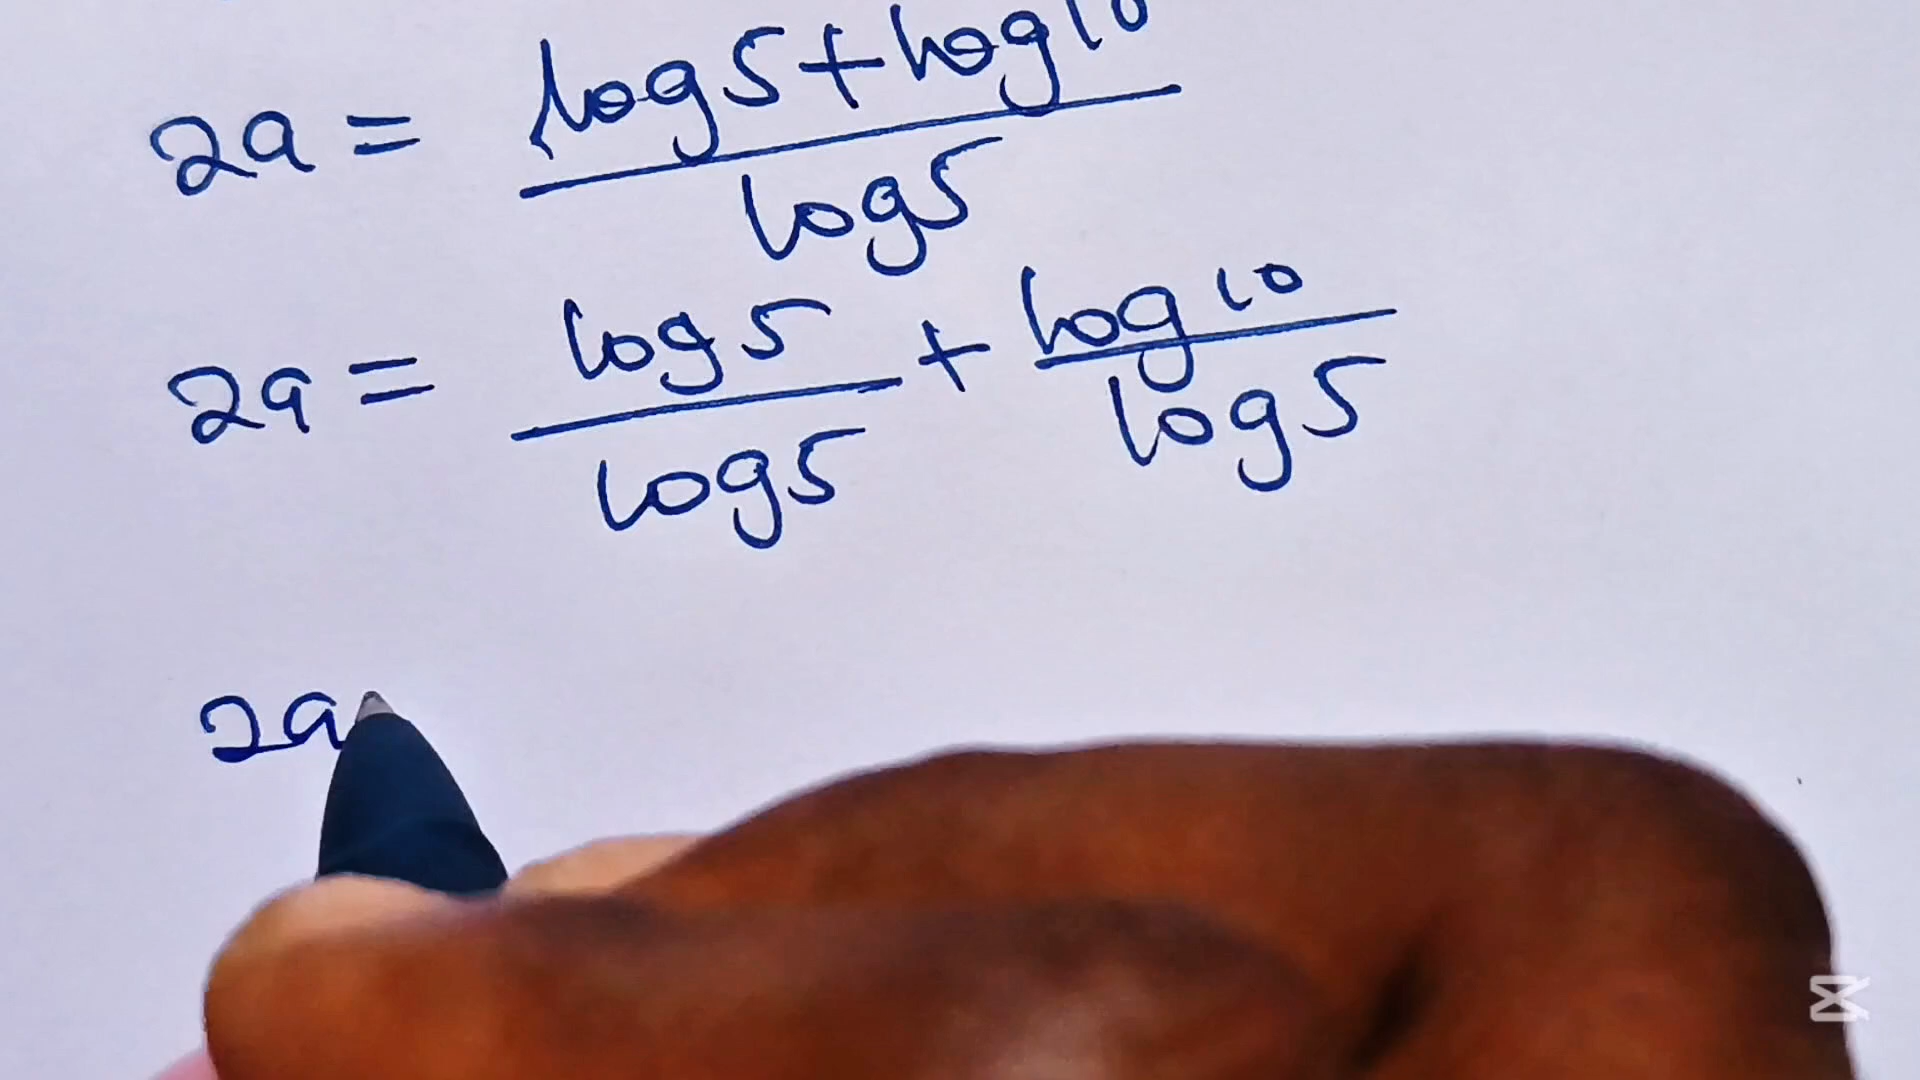 2a = (log5 + log10) / log5
2a = log5 / log5 + log10 / log5
2a